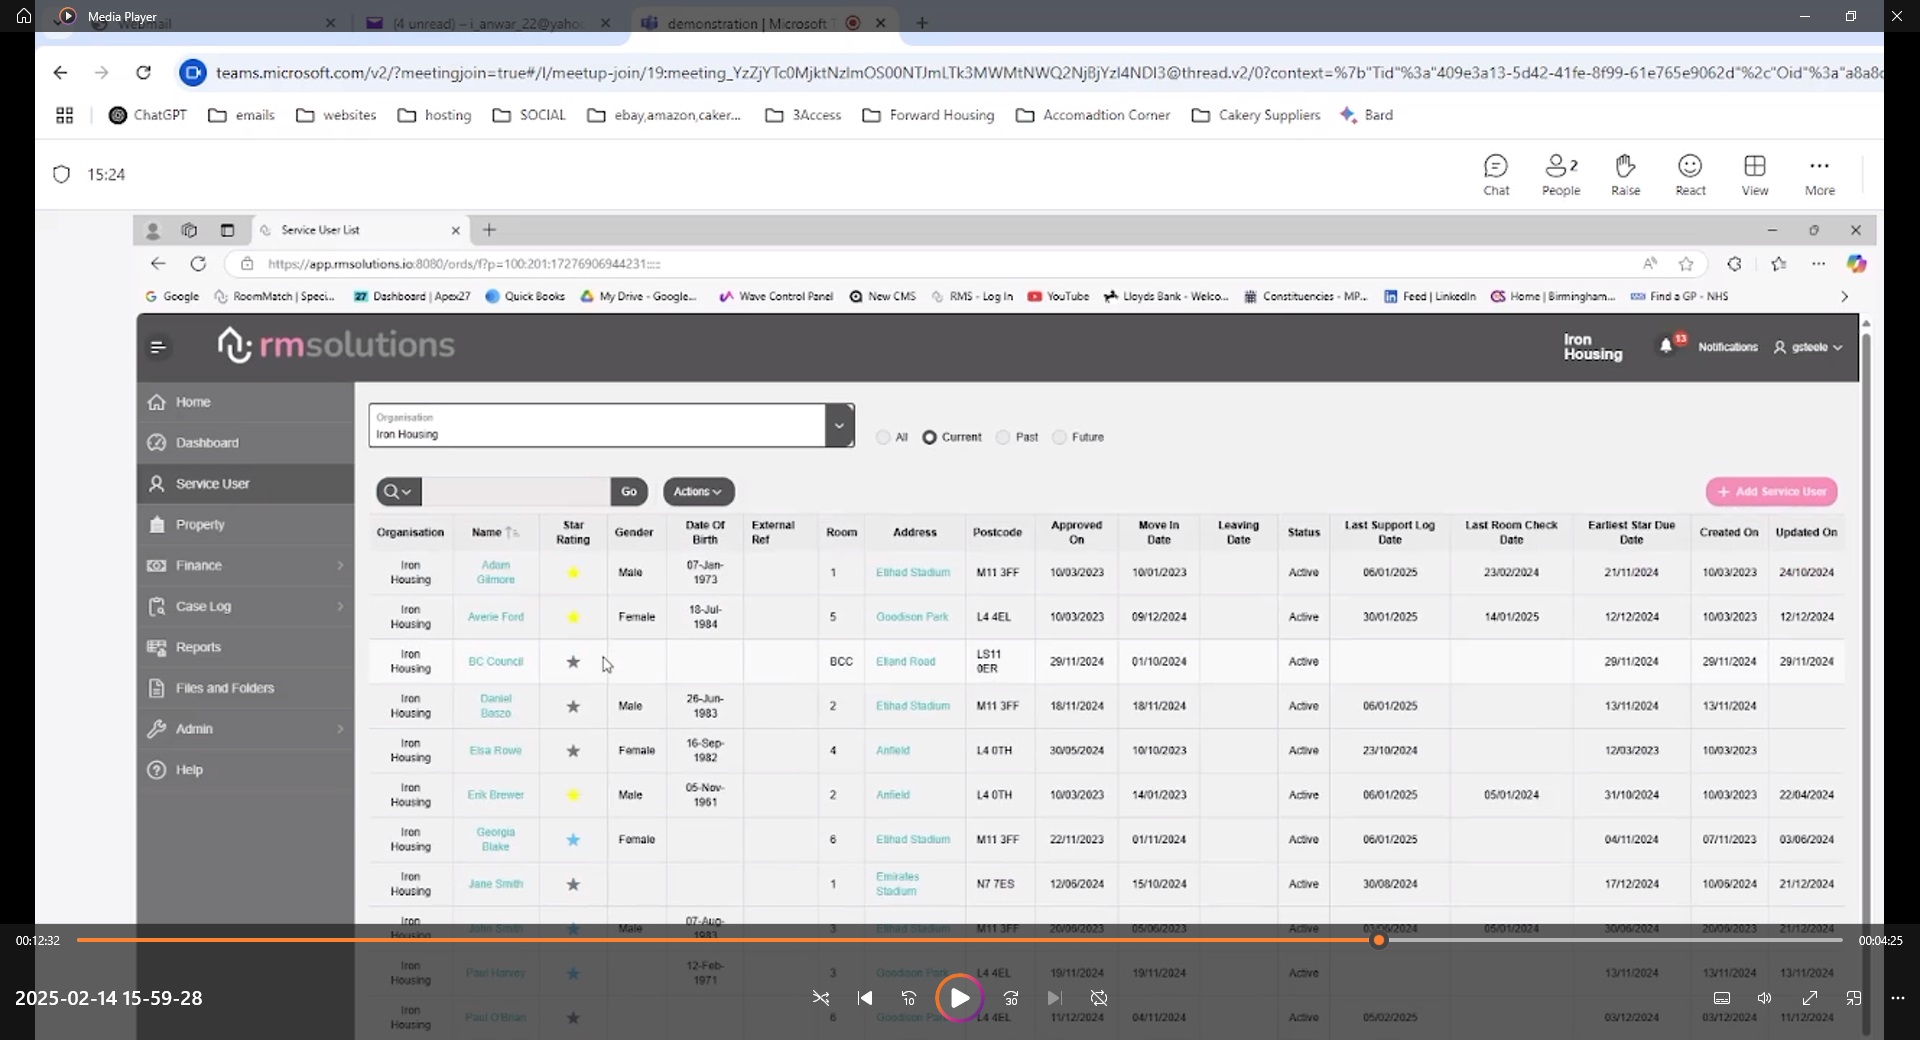 Media Player
Webmail
(4 unread) – i_anwar_22@yahoo
demonstration | Microsoft T
teams.microsoft.com/v2/?meetingjoin=true#/l/meetup-join/19:meeting_
ChatGPT emails websites hosting SOCIAL ebay,amazon,caker... 3Access Forward Housing Accomadtion Corner Cakery Suppliers Bard
15:24
2
Chat People Raise React View More
Service User List
https://app.rmsolutions.io:8080/ords/f?p=100:201:17276906944231:::::
Google RoomMatch | Speci... Dashboard | Apex27 Quick Books My Drive - Google... Wave Control Panel New CMS RMS - Log In YouTube Lloyds Bank - Welco... Constituencies - MP... Feed | LinkedIn Home | Birmingham... Find a GP - NHS
rmsolutions
Iron Housing
13
Notifications
gsteele
Home
Dashboard
Service User
Property
Finance
Case Log
Reports
Files and Folders
Admin
Help
Organisation
Iron Housing
All Current Past Future
Go
Actions
+ Add Service User
Organisation Name Star Rating Gender Date Of Birth External Ref Room Address Postcode Approved On Move In Date Leaving Date Status Last Support Log Date Last Room Check Date Earliest Star Due Date Created On Updated On
Iron Housing Adam Gilmore Male 07-Jan-1973 1 Etihad Stadium M11 3FF 10/03/2023 10/01/2023 Active 06/01/2025 23/02/2024 21/11/2024 10/03/2023 24/10/2024
Iron Housing Averie Ford Female 18-Jul-1984 5 Goodison Park L4 4EL 10/03/2023 09/12/2024 Active 30/01/2025 14/01/2025 12/12/2024 10/03/2023 12/12/2024
Iron Housing BC Council BCC Elland Road LS11 0ER 29/11/2024 01/10/2024 Active 29/11/2024 29/11/2024 29/11/2024
Iron Housing Daniel Baszo Male 26-Jun-1983 2 Etihad Stadium M11 3FF 18/11/2024 18/11/2024 Active 06/01/2025 13/11/2024 13/11/2024
Iron Housing Elsa Rowe Female 16-Sep-1982 4 Anfield L4 0TH 30/05/2024 10/10/2023 Active 23/10/2024 12/03/2023 10/03/2023
Iron Housing Erik Brewer Male 05-Nov-1961 2 Anfield L4 0TH 10/03/2023 14/01/2023 Active 06/01/2025 05/01/2024 31/10/2024 10/03/2023 22/04/2024
Iron Housing Georgia Blake Female 6 Etihad Stadium M11 3FF 22/11/2023 01/11/2024 Active 06/01/2025 04/11/2024 07/11/2023 03/06/2024
Iron Housing Jane Smith 1 Emirates Stadium N7 7ES 12/06/2024 15/10/2024 Active 30/08/2024 17/12/2024 10/06/2024 21/12/2024
Iron Housing John Smith Male 07-Aug-1983 3 Etihad Stadium M11 3FF 20/06/2023 05/06/2023 Active 03/06/2024 05/01/2024 30/06/2024 20/06/2023 21/12/2024
Iron Housing Paul Harvey 12-Feb-1971 3 Goodison Park L4 4EL 19/11/2024 19/11/2024 Active 13/11/2024 13/11/2024 13/11/2024
Iron Housing Paul O'Brian 6 Goodison L4 4EL 11/12/2024 04/11/2024 Active 05/02/2025 03/12/2024 03/12/2024 11/12/2024
00:12:32
00:04:25
2025-02-14 15-59-28
10
30